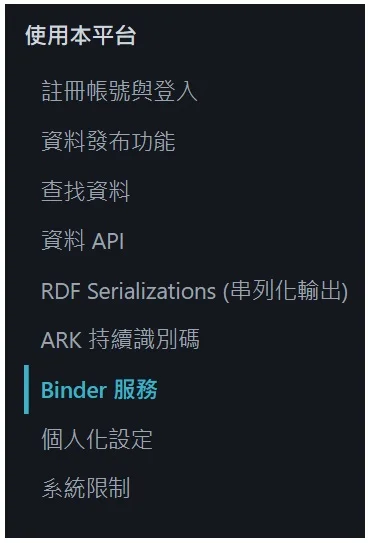 使用本平台
註冊帳號與登入
資料發布功能
查找資料
資料 API
RDF Serializations (串列化輸出)
ARK 持續識別碼
Binder 服務
個人化設定
系統限制